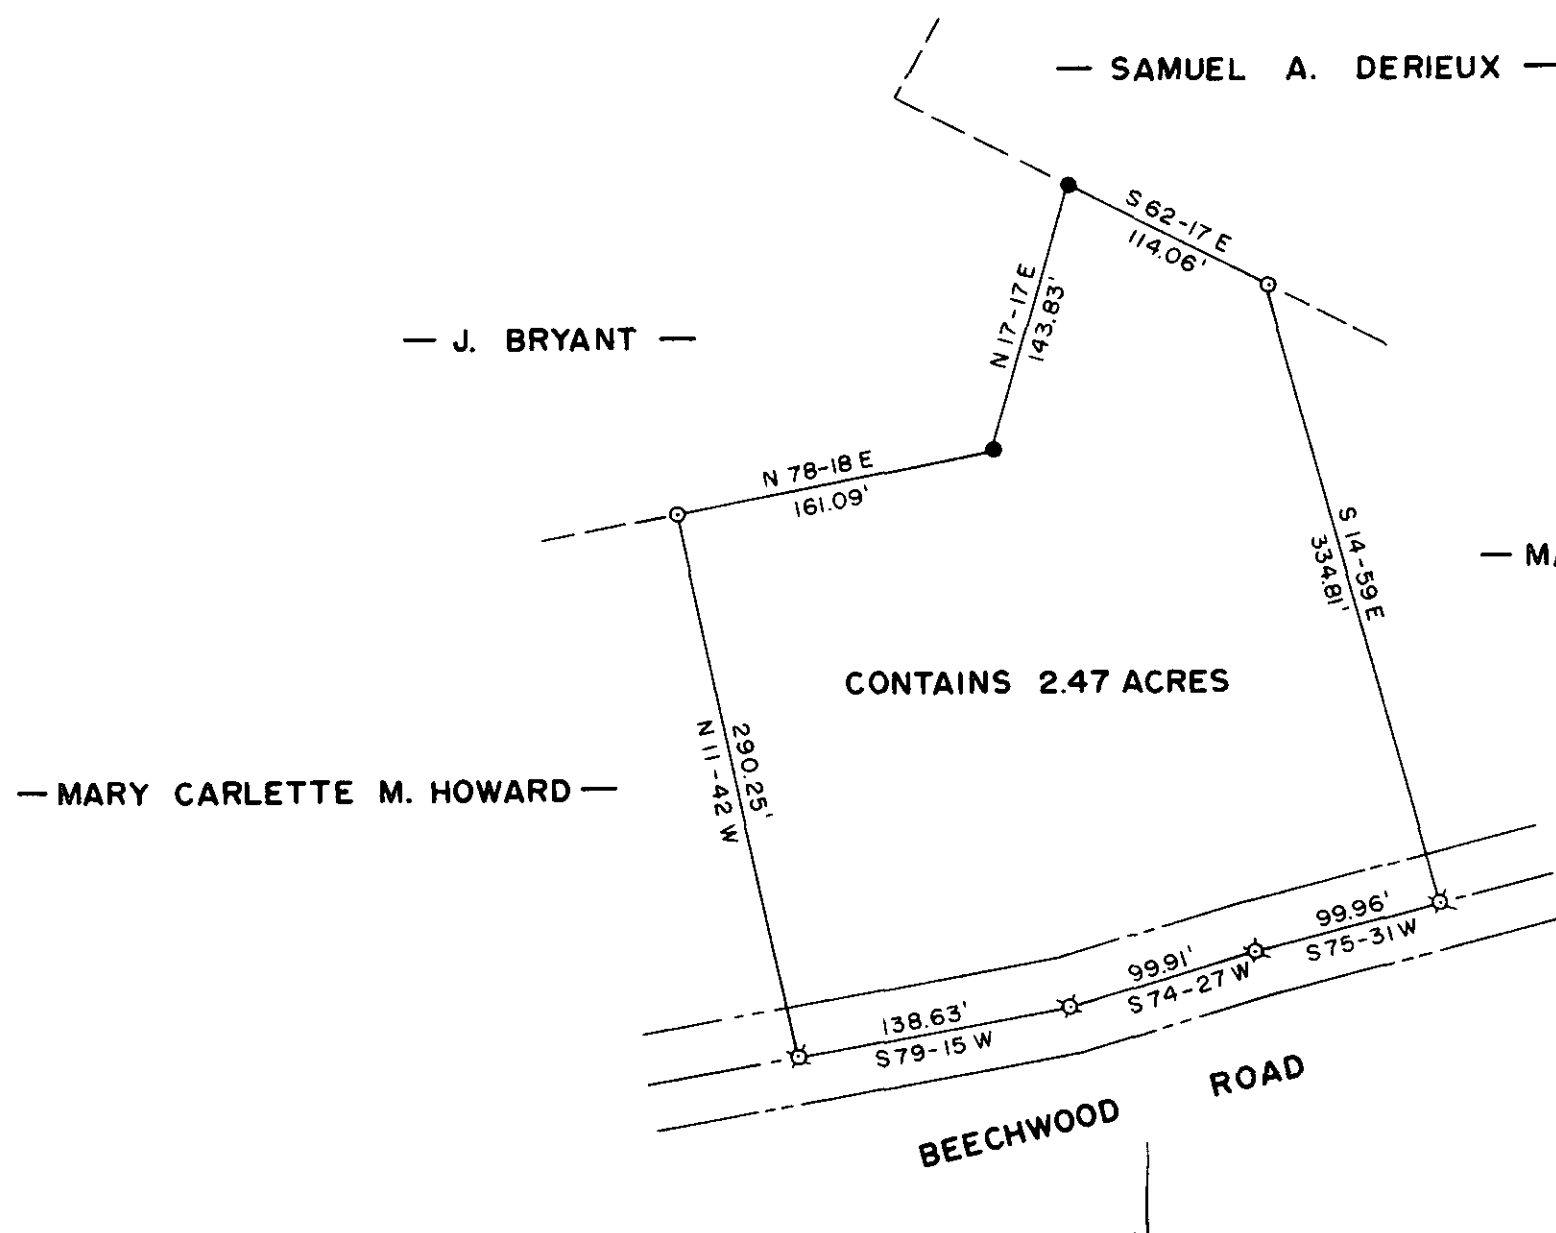 — SAMUEL A. DERIEUX —
S 62-17 E
114.06'
N 17-17 E
143.83'
— J. BRYANT —
N 78-18 E
161.09'
S 14-59 E
334.81'
— MA
CONTAINS 2.47 ACRES
290.25'
N 11-42 W
— MARY CARLETTE M. HOWARD —
99.96'
S 75-31 W
99.91'
S 74-27 W
138.63'
S 79-15 W
BEECHWOOD ROAD